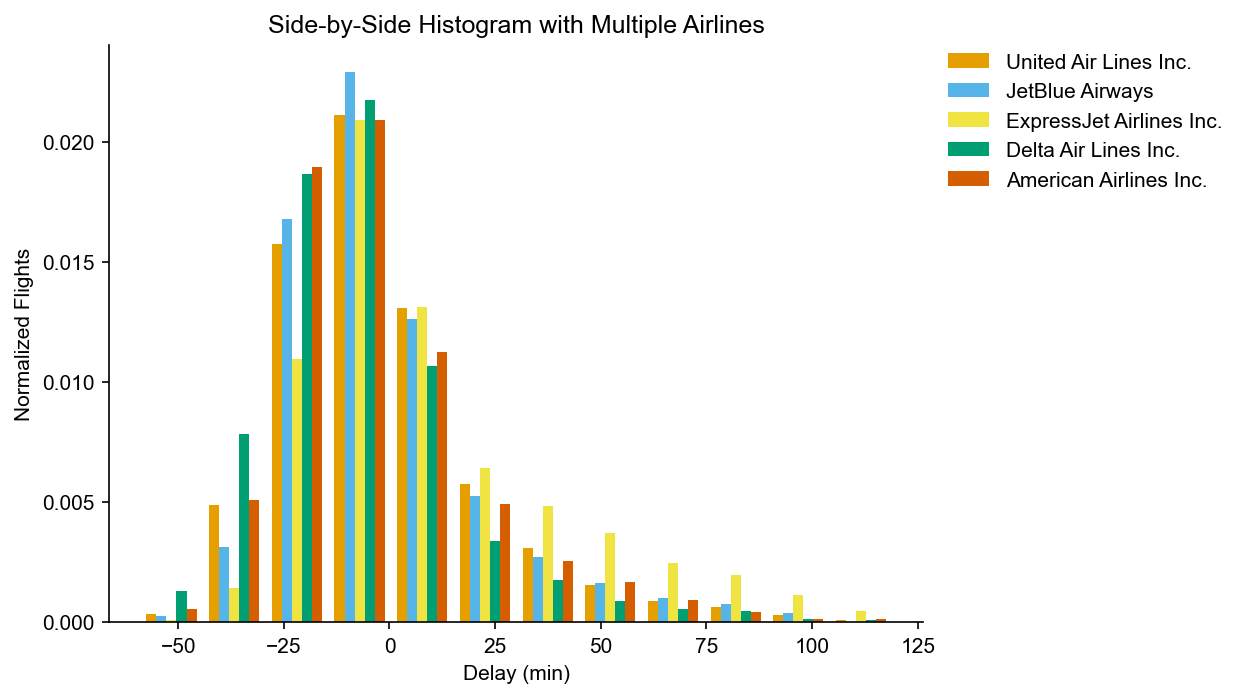 Side-by-Side Histogram with Multiple Airlines
United Air Lines Inc.
JetBlue Airways
ExpressJet Airlines Inc.
Delta Air Lines Inc.
American Airlines Inc.
Normalized Flights
0.020
0.015
0.010
0.005
0.000
−50
−25
0
25
50
75
100
125
Delay (min)